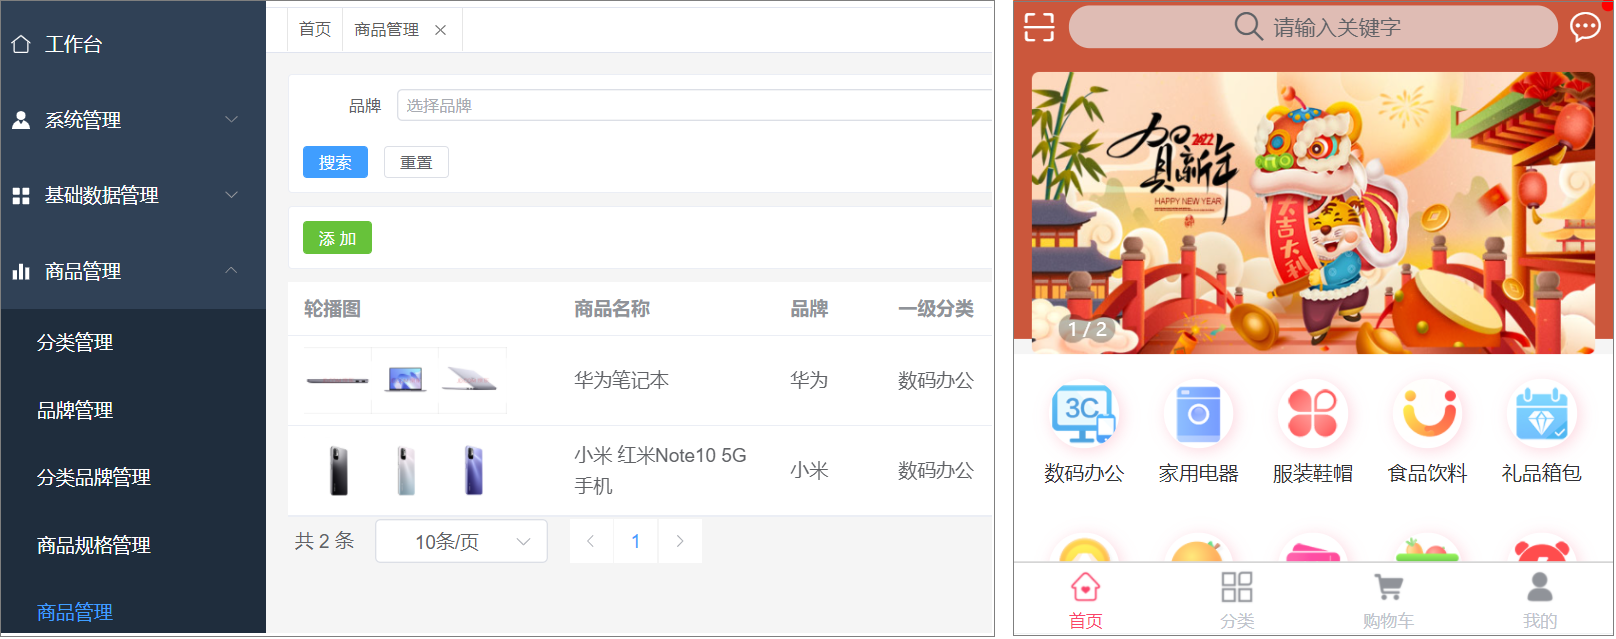 工作台
系统管理
基础数据管理
商品管理
分类管理
品牌管理
分类品牌管理
商品规格管理
商品管理
首页 商品管理
品牌 选择品牌
搜索 重置
添加
轮播图 商品名称 品牌 一级分类
华为笔记本 华为 数码办公
小米 红米Note10 5G
手机 小米 数码办公
共 2 条 10条/页 1
请输入关键字
贺
2022
新年
HAPPY NEW YEAR
大吉大利
1 / 2
3C
数码办公 家用电器 服装鞋帽 食品饮料 礼品箱包
首页 分类 购物车 我的